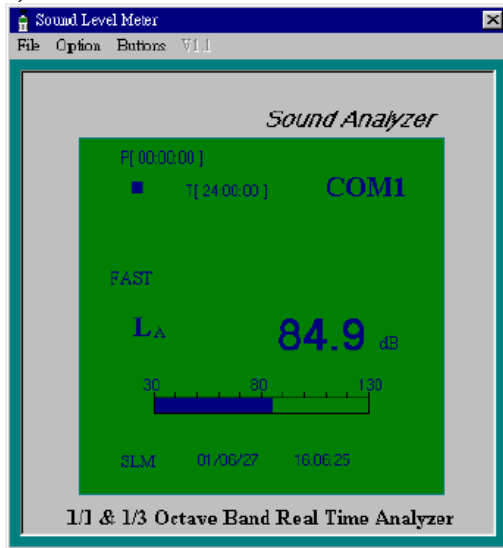 Sound Level Meter
File Option Buttons V1.1
Sound Analyzer
P[ 00:00:00 ]
T[ 24:00:00 ] COM1
FAST
LA 84.9 dB
30 80 130
SLM 01/06/27 16:06:25
1/1 & 1/3 Octave Band Real Time Analyzer